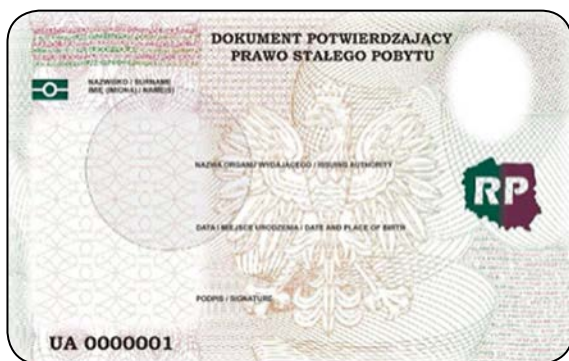 DOKUMENT POTWIERDZAJĄCY
PRAWO STAŁEGO POBYTU
NAZWISKO / SURNAME
IMIĘ (IMIONA) / NAME(S)
NAZWA ORGANU WYDAJĄCEGO / ISSUING AUTHORITY
RP
DATA I MIEJSCE URODZENIA / DATE AND PLACE OF BIRTH
PODPIS / SIGNATURE
UA 0000001